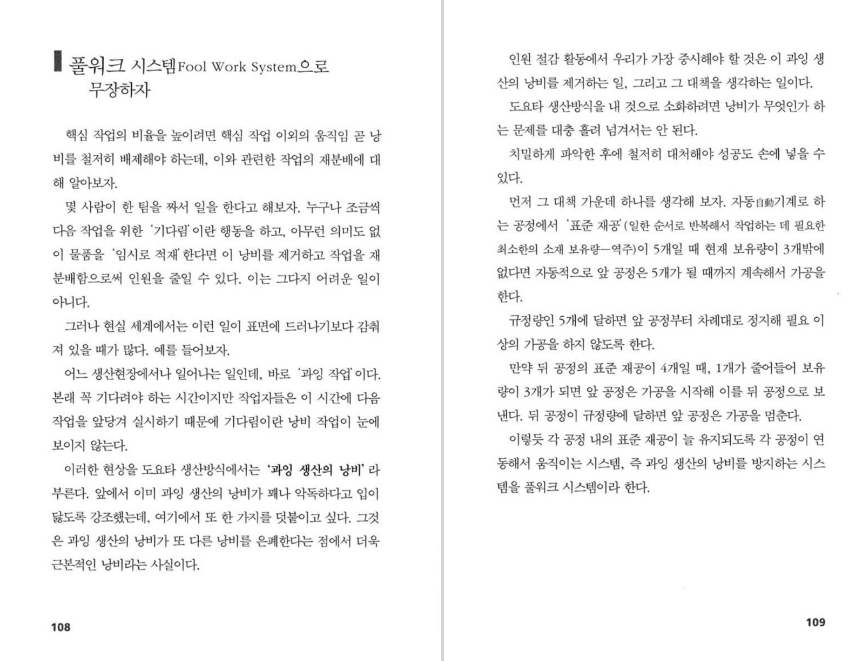 풀워크 시스템Fool Work System으로
무장하자
핵심 작업의 비율을 높이려면 핵심 작업 이외의 움직임 곧 낭
비를 철저히 배제해야 하는데, 이와 관련한 작업의 재분배에 대
해 알아보자.
몇 사람이 한 팀을 짜서 일을 한다고 해보자. 누구나 조금씩
다음 작업을 위한 ‘기다림’이란 행동을 하고, 아무런 의미도 없
이 물품을 ‘임시로 적재’한다면 이 낭비를 제거하고 작업을 재
분배함으로써 인원을 줄일 수 있다. 이는 그다지 어려운 일이
아니다.
그러나 현실 세계에서는 이런 일이 표면에 드러나기보다 감춰
져 있을 때가 많다. 예를 들어보자.
어느 생산현장에서나 일어나는 일인데, 바로 ‘과잉 작업’이다.
본래 꼭 기다려야 하는 시간이지만 작업자들은 이 시간에 다음
작업을 앞당겨 실시하기 때문에 기다림이란 낭비 작업이 눈에
보이지 않는다.
이러한 현상을 도요타 생산방식에서는 ‘과잉 생산의 낭비’라
부른다. 앞에서 이미 과잉 생산의 낭비가 꽤나 악독하다고 입이
닳도록 강조했는데, 여기에서 또 한 가지를 덧붙이고 싶다. 그것
은 과잉 생산의 낭비가 또 다른 낭비를 은폐한다는 점에서 더욱
근본적인 낭비라는 사실이다.
108
인원 절감 활동에서 우리가 가장 중시해야 할 것은 이 과잉 생
산의 낭비를 제거하는 일, 그리고 그 대책을 생각하는 일이다.
도요타 생산방식을 내 것으로 소화하려면 낭비가 무엇인가 하
는 문제를 대충 흘려 넘겨서는 안 된다.
치밀하게 파악한 후에 철저히 대처해야 성공도 손에 넣을 수
있다.
먼저 그 대책 가운데 하나를 생각해 보자. 자동自動기계로 하
는 공정에서 ‘표준 재공’(일한 순서로 반복해서 작업하는 데 필요한
최소한의 소재 보유량―역주)이 5개일 때 현재 보유량이 3개밖에
없다면 자동적으로 앞 공정은 5개가 될 때까지 계속해서 가공을
한다.
규정량인 5개에 달하면 앞 공정부터 차례대로 정지해 필요 이
상의 가공을 하지 않도록 한다.
만약 뒤 공정의 표준 재공이 4개일 때, 1개가 줄어들어 보유
량이 3개가 되면 앞 공정은 가공을 시작해 이를 뒤 공정으로 보
낸다. 뒤 공정이 규정량에 달하면 앞 공정은 가공을 멈춘다.
이렇듯 각 공정 내의 표준 재공이 늘 유지되도록 각 공정이 연
동해서 움직이는 시스템, 즉 과잉 생산의 낭비를 방지하는 시스
템을 풀워크 시스템이라 한다.
109